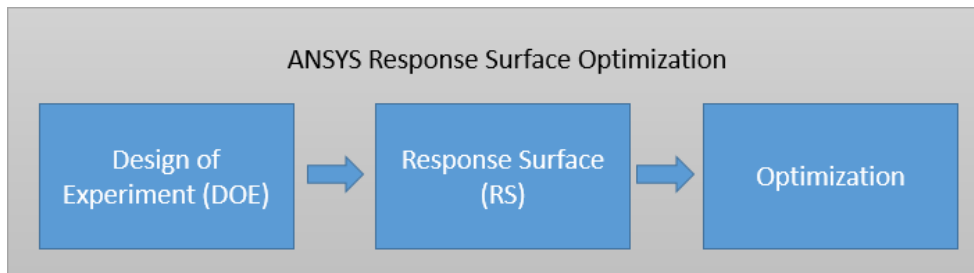 ANSYS Response Surface Optimization
Design of
Experiment (DOE)
Response Surface
(RS)
Optimization